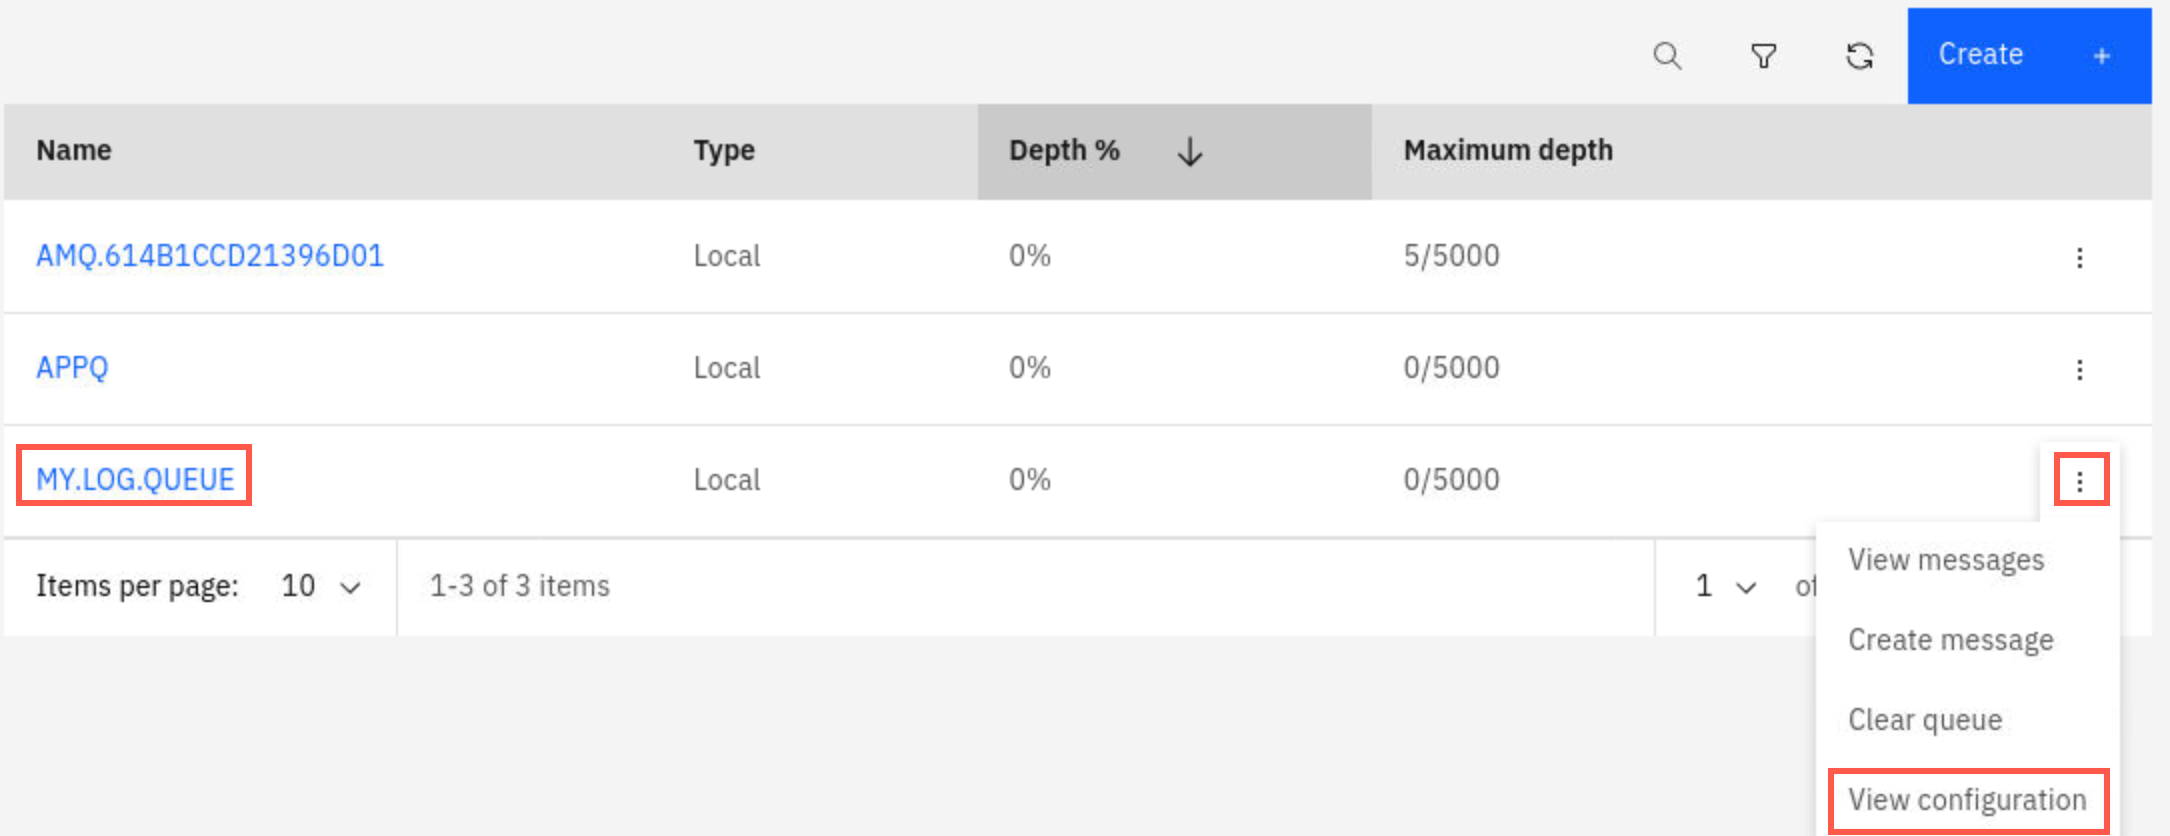 Create +
Name Type Depth % Maximum depth
AMQ.614B1CCD21396D01 Local 0% 5/5000
APPQ Local 0% 0/5000
MY.LOG.QUEUE Local 0% 0/5000
Items per page: 10 1-3 of 3 items 1 of
View messages
Create message
Clear queue
View configuration